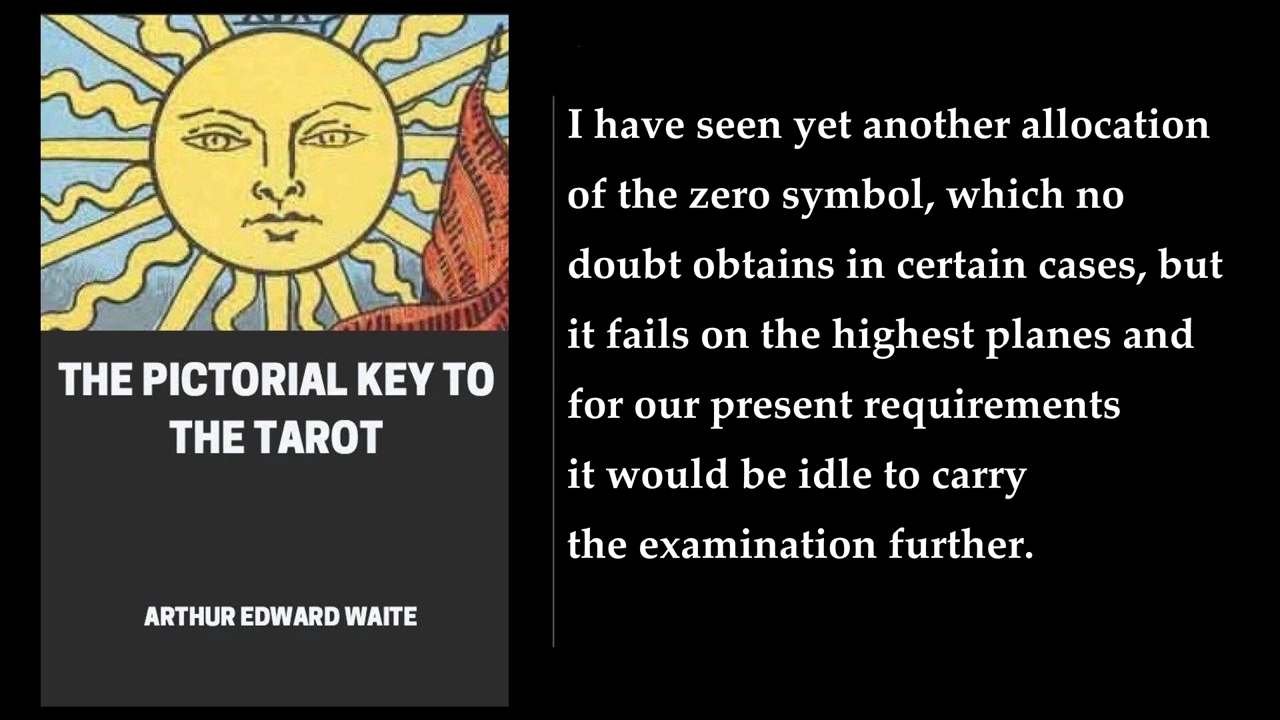 XIX
THE PICTORIAL KEY TO
THE TAROT
ARTHUR EDWARD WAITE
I have seen yet another allocation
of the zero symbol, which no
doubt obtains in certain cases, but
it fails on the highest planes and
for our present requirements
it would be idle to carry
the examination further.